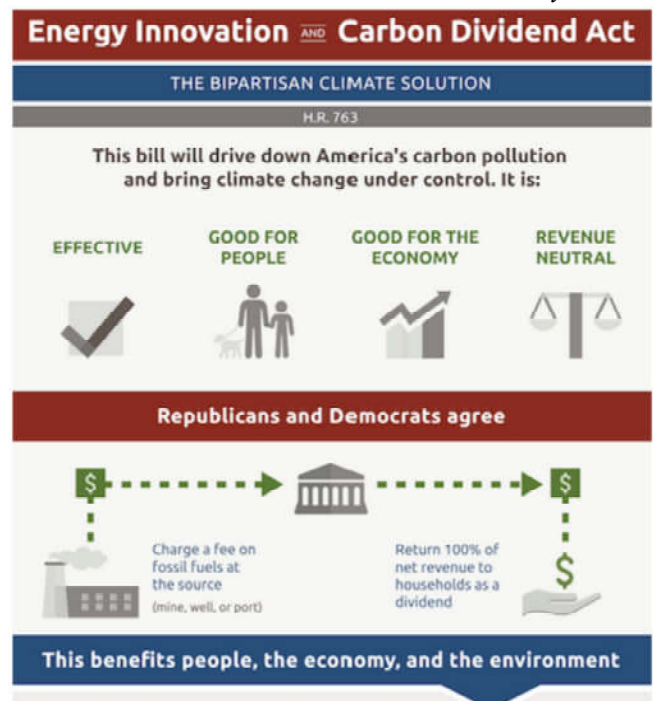 Energy Innovation AND Carbon Dividend Act
THE BIPARTISAN CLIMATE SOLUTION
H.R. 763
This bill will drive down America's carbon pollution
and bring climate change under control. It is:
EFFECTIVE
GOOD FOR
PEOPLE
GOOD FOR THE
ECONOMY
REVENUE
NEUTRAL
Republicans and Democrats agree
$
$
Charge a fee on
fossil fuels at
the source
(mine, well, or port)
Return 100% of
net revenue to
households as a
dividend
$
This benefits people, the economy, and the environment